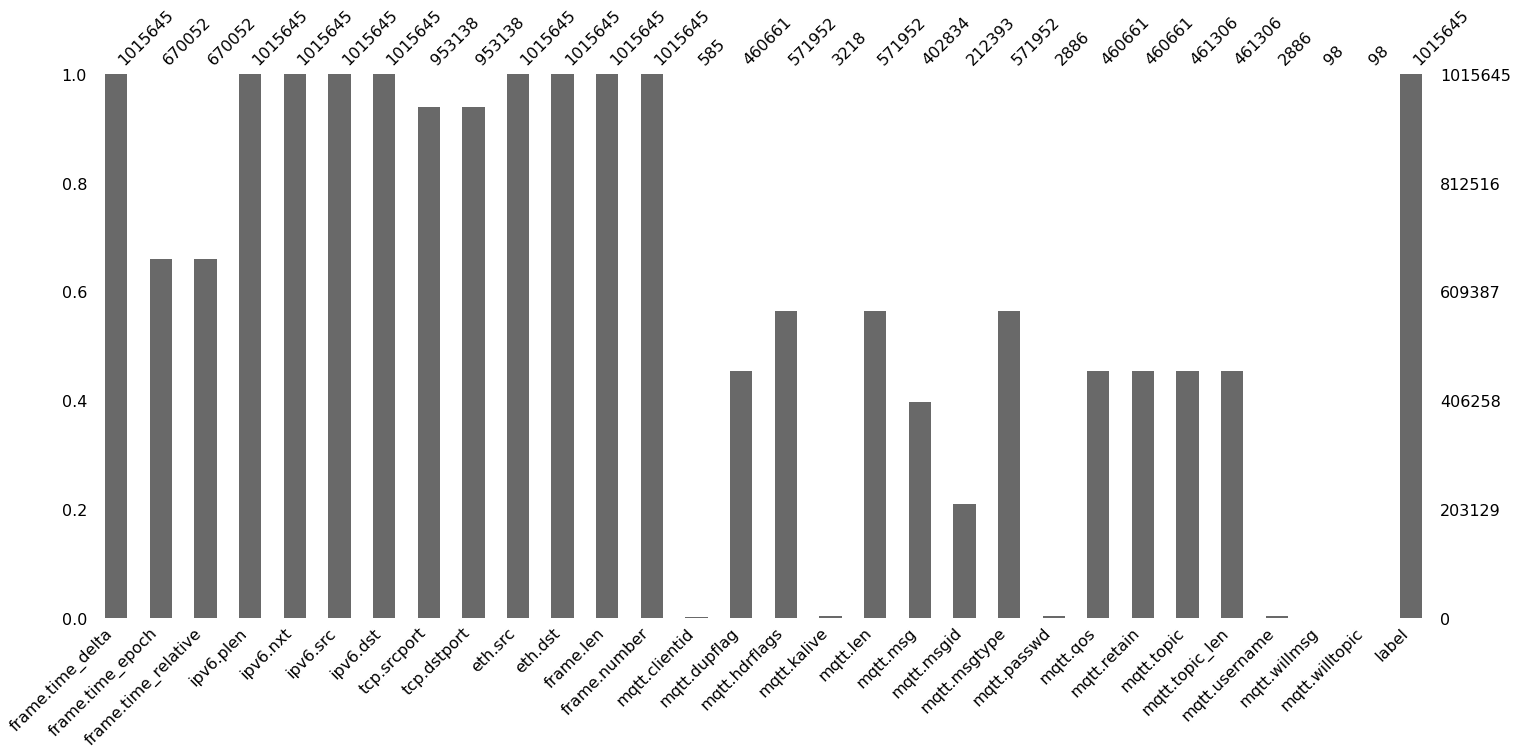 1015645
670052
670052
1015645
1015645
1015645
1015645
953138
953138
1015645
1015645
1015645
1015645
585
460661
571952
3218
571952
402834
212393
571952
2886
460661
460661
461306
461306
2886
98
98
1015645
1.0
0.8
0.6
0.4
0.2
0.0
1015645
812516
609387
406258
203129
0
frame.time_delta
frame.time_epoch
frame.time_relative
ipv6.plen
ipv6.nxt
ipv6.src
ipv6.dst
tcp.srcport
tcp.dstport
eth.src
eth.dst
frame.len
frame.number
mqtt.clientid
mqtt.dupflag
mqtt.hdrflags
mqtt.kalive
mqtt.len
mqtt.msg
mqtt.msgid
mqtt.msgtype
mqtt.passwd
mqtt.qos
mqtt.retain
mqtt.topic
mqtt.topic_len
mqtt.username
mqtt.willmsg
mqtt.willtopic
label